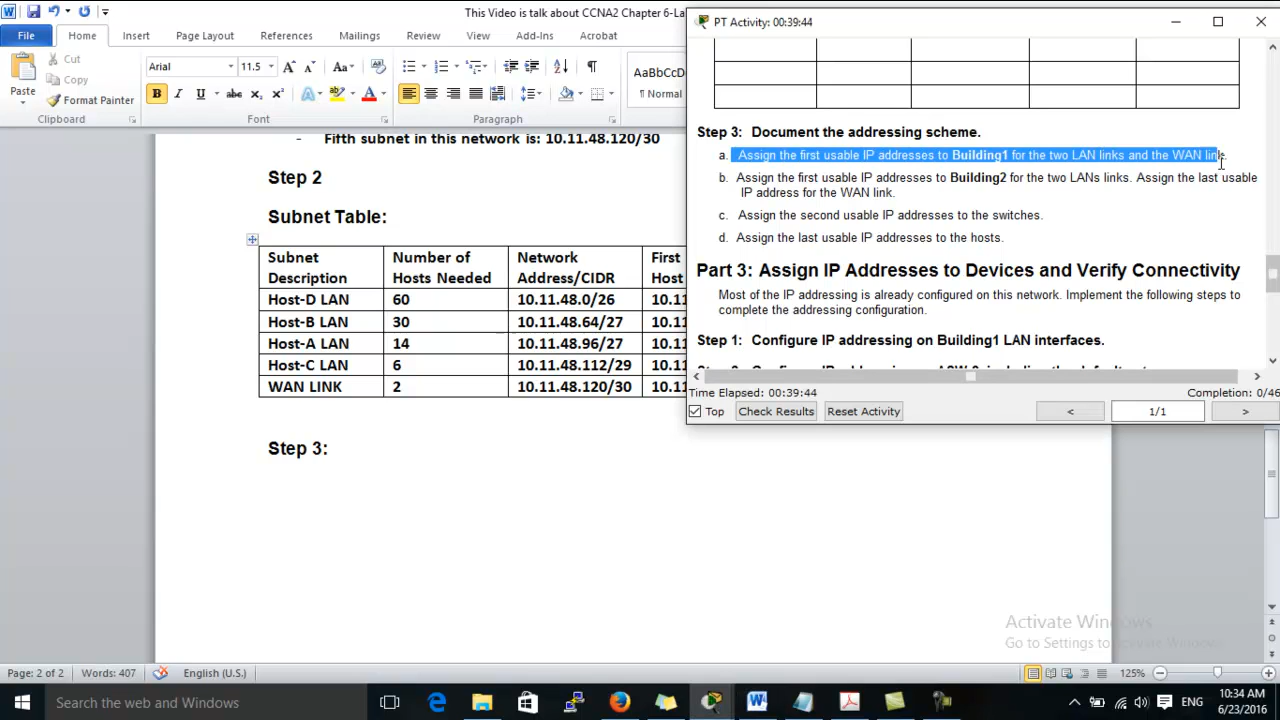 This Video is talk about CCNA2 Chapter 6-La
File Home Insert Page Layout References Mailings Review View Add-Ins Acrobat
Cut
Copy
Format Painter
Paste
Clipboard
Arial 11.5
Font
Paragraph
AaBbCcD
¶ Normal
- Fifth subnet in this network is: 10.11.48.120/30
Step 2
Subnet Table:
Subnet Description Number of Hosts Needed Network Address/CIDR First Host
Host-D LAN 60 10.11.48.0/26 10.1
Host-B LAN 30 10.11.48.64/27 10.1
Host-A LAN 14 10.11.48.96/27 10.1
Host-C LAN 6 10.11.48.112/29 10.1
WAN LINK 2 10.11.48.120/30 10.1
Step 3:
PT Activity: 00:39:44
Step 3: Document the addressing scheme.
a. Assign the first usable IP addresses to Building1 for the two LAN links and the WAN link.
b. Assign the first usable IP addresses to Building2 for the two LANs links. Assign the last usable
IP address for the WAN link.
c. Assign the second usable IP addresses to the switches.
d. Assign the last usable IP addresses to the hosts.
Part 3: Assign IP Addresses to Devices and Verify Connectivity
Most of the IP addressing is already configured on this network. Implement the following steps to
complete the addressing configuration.
Step 1: Configure IP addressing on Building1 LAN interfaces.
Time Elapsed: 00:39:44 Completion: 0/46
Top Check Results Reset Activity < 1/1 >
Activate Windows
Go to Settings to activate Windows.
Page: 2 of 2 Words: 407 English (U.S.) 125%
Search the web and Windows
ENG
10:34 AM
6/23/2016